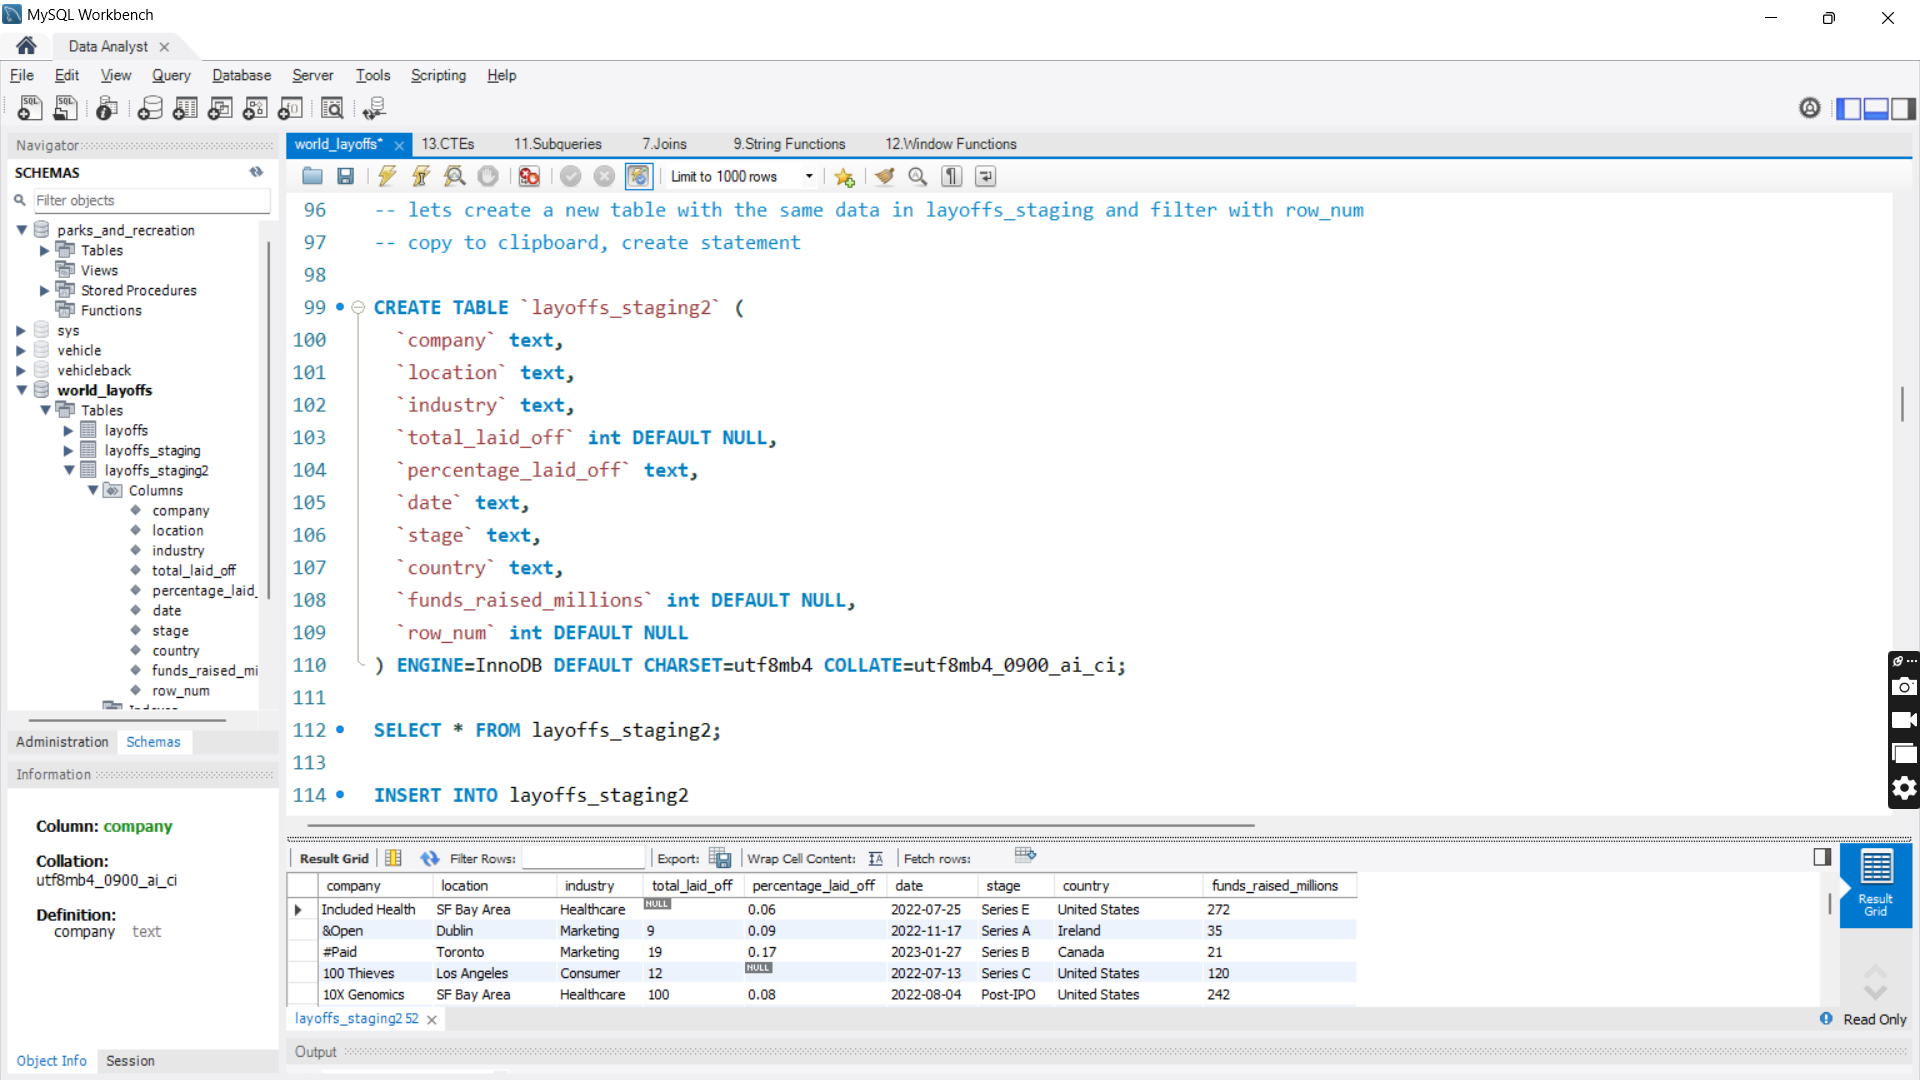 MySQL Workbench
Data Analyst
File Edit View Query Database Server Tools Scripting Help
Navigator
SCHEMAS
Filter objects
parks_and_recreation
Tables
Views
Stored Procedures
Functions
sys
vehicle
vehicleback
world_layoffs
Tables
layoffs
layoffs_staging
layoffs_staging2
Columns
company
location
industry
total_laid_off
percentage_laid_
date
stage
country
funds_raised_mi
row_num
Administration Schemas
Information
Column: company
Collation:
utf8mb4_0900_ai_ci
Definition:
company text
Object Info Session
world_layoffs* 13.CTEs 11.Subqueries 7.Joins 9.String Functions 12.Window Functions
Limit to 1000 rows
96 -- lets create a new table with the same data in layoffs_staging and filter with row_num
97 -- copy to clipboard, create statement
98
99 CREATE TABLE `layoffs_staging2` (
100 `company` text,
101 `location` text,
102 `industry` text,
103 `total_laid_off` int DEFAULT NULL,
104 `percentage_laid_off` text,
105 `date` text,
106 `stage` text,
107 `country` text,
108 `funds_raised_millions` int DEFAULT NULL,
109 `row_num` int DEFAULT NULL
110 ) ENGINE=InnoDB DEFAULT CHARSET=utf8mb4 COLLATE=utf8mb4_0900_ai_ci;
111
112 SELECT * FROM layoffs_staging2;
113
114 INSERT INTO layoffs_staging2
Result Grid Filter Rows: Export: Wrap Cell Content: Fetch rows:
company location industry total_laid_off percentage_laid_off date stage country funds_raised_millions
Included Health SF Bay Area Healthcare NULL 0.06 2022-07-25 Series E United States 272
&Open Dublin Marketing 9 0.09 2022-11-17 Series A Ireland 35
#Paid Toronto Marketing 19 0.17 2023-01-27 Series B Canada 21
100 Thieves Los Angeles Consumer 12 NULL 2022-07-13 Series C United States 120
10X Genomics SF Bay Area Healthcare 100 0.08 2022-08-04 Post-IPO United States 242
Result
Grid
layoffs_staging2 52
Read Only
Output